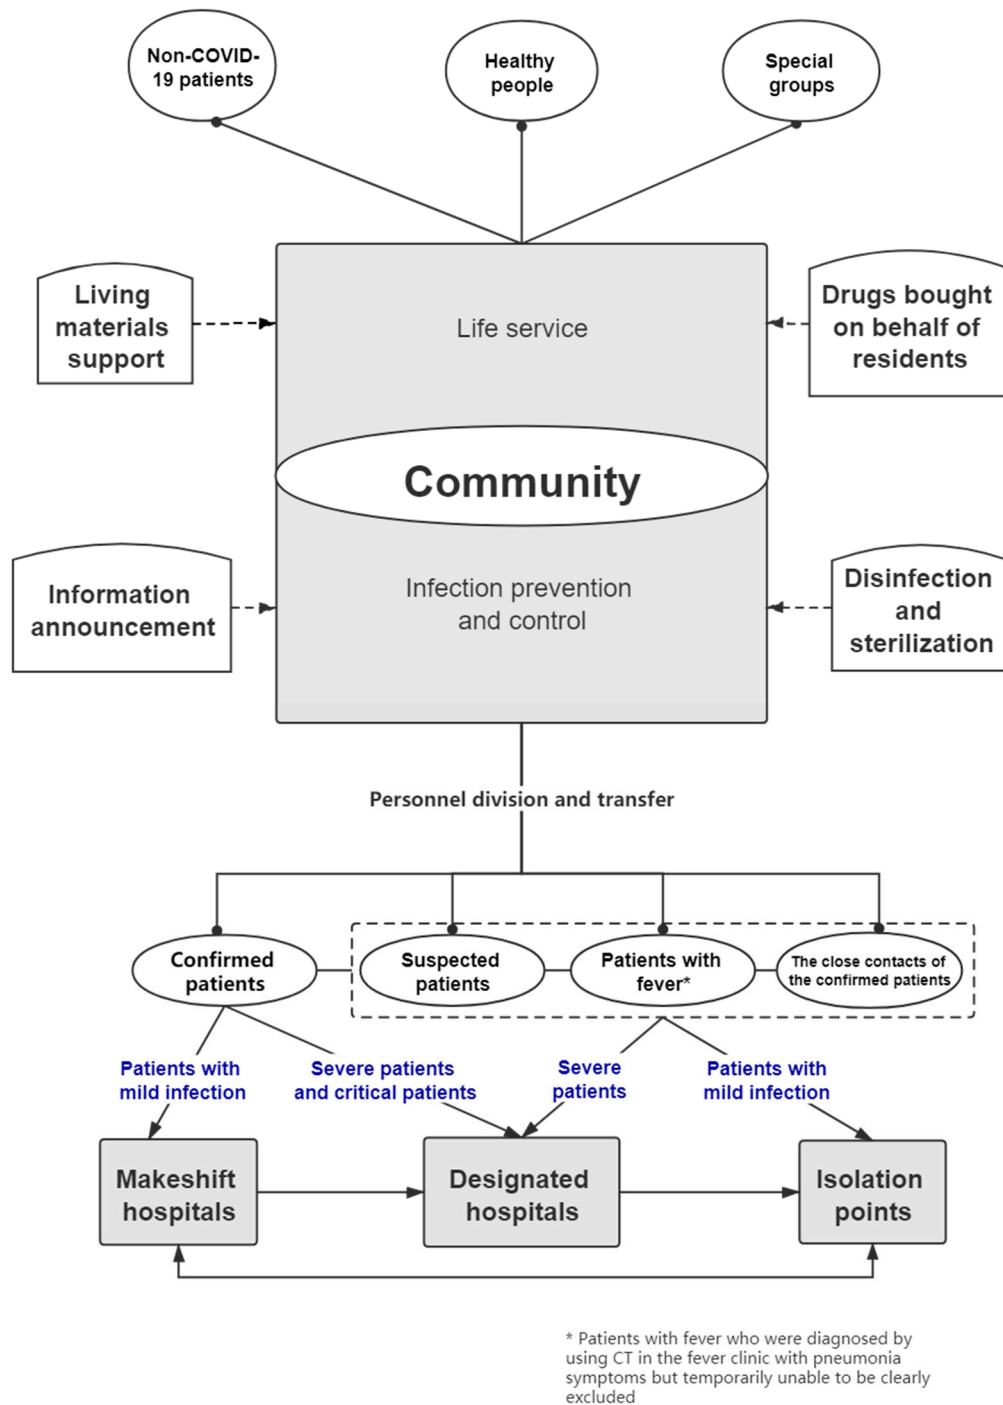 Non-COVID-
19 patients
Healthy
people
Special
groups
Living
materials
support
Life service
Drugs bought
on behalf of
residents
Community
Information
announcement
Infection prevention
and control
Disinfection
and
sterilization
Personnel division and transfer
Confirmed
patients
Suspected
patients
Patients with
fever*
The close contacts of
the confirmed patients
Patients with
mild infection
Severe patients
and critical patients
Severe
patients
Patients with
mild infection
Makeshift
hospitals
Designated
hospitals
Isolation
points
* Patients with fever who were diagnosed by
using CT in the fever clinic with pneumonia
symptoms but temporarily unable to be clearly
excluded